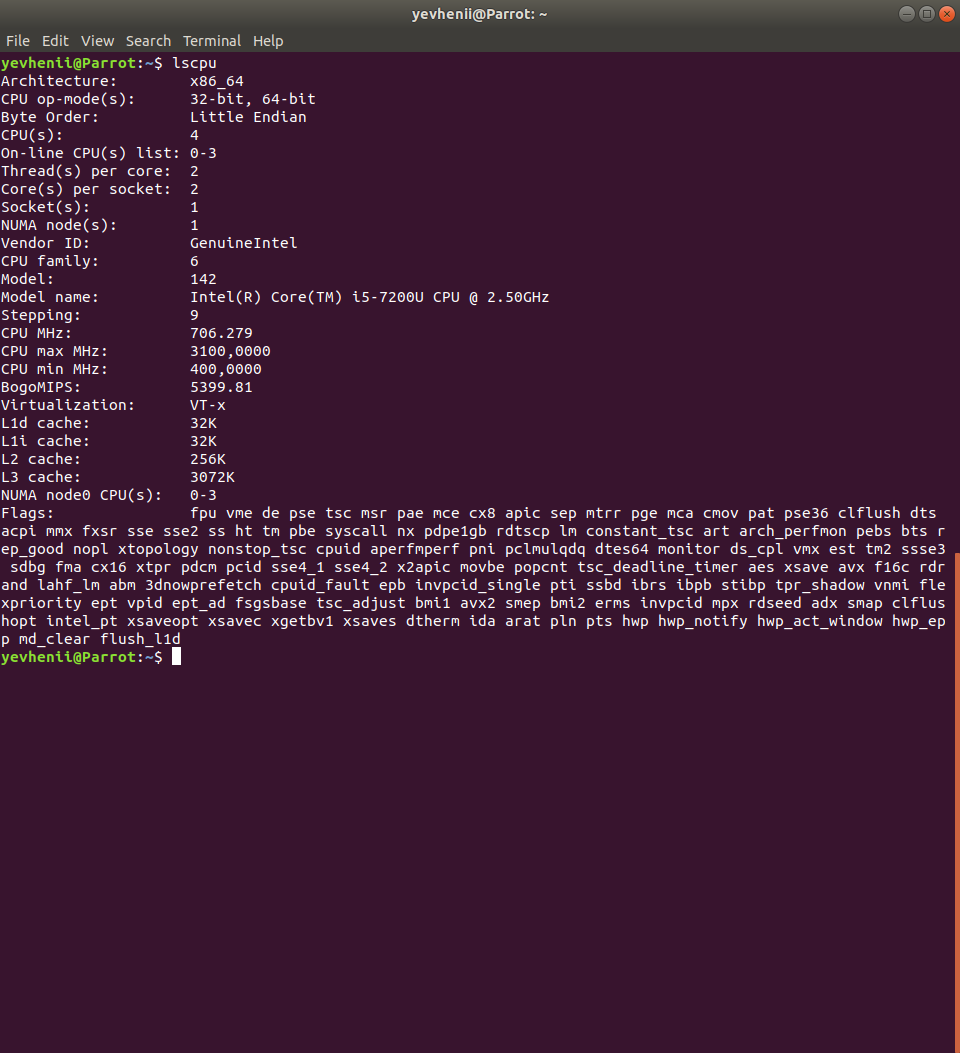 yevhenii@Parrot: ~
File Edit View Search Terminal Help
yevhenii@Parrot:~$ lscpu
Architecture:        x86_64
CPU op-mode(s):      32-bit, 64-bit
Byte Order:          Little Endian
CPU(s):              4
On-line CPU(s) list: 0-3
Thread(s) per core:  2
Core(s) per socket:  2
Socket(s):           1
NUMA node(s):        1
Vendor ID:           GenuineIntel
CPU family:          6
Model:               142
Model name:          Intel(R) Core(TM) i5-7200U CPU @ 2.50GHz
Stepping:            9
CPU MHz:             706.279
CPU max MHz:         3100,0000
CPU min MHz:         400,0000
BogoMIPS:            5399.81
Virtualization:      VT-x
L1d cache:           32K
L1i cache:           32K
L2 cache:            256K
L3 cache:            3072K
NUMA node0 CPU(s):   0-3
Flags:               fpu vme de pse tsc msr pae mce cx8 apic sep mtrr pge mca cmov pat pse36 clflush dts
acpi mmx fxsr sse sse2 ss ht tm pbe syscall nx pdpe1gb rdtscp lm constant_tsc art arch_perfmon pebs bts r
ep_good nopl xtopology nonstop_tsc cpuid aperfmperf pni pclmulqdq dtes64 monitor ds_cpl vmx est tm2 ssse3
 sdbg fma cx16 xtpr pdcm pcid sse4_1 sse4_2 x2apic movbe popcnt tsc_deadline_timer aes xsave avx f16c rdr
and lahf_lm abm 3dnowprefetch cpuid_fault epb invpcid_single pti ssbd ibrs ibpb stibp tpr_shadow vnmi fle
xpriority ept vpid ept_ad fsgsbase tsc_adjust bmi1 avx2 smep bmi2 erms invpcid mpx rdseed adx smap clflus
hopt intel_pt xsaveopt xsavec xgetbv1 xsaves dtherm ida arat pln pts hwp hwp_notify hwp_act_window hwp_ep
p md_clear flush_l1d
yevhenii@Parrot:~$